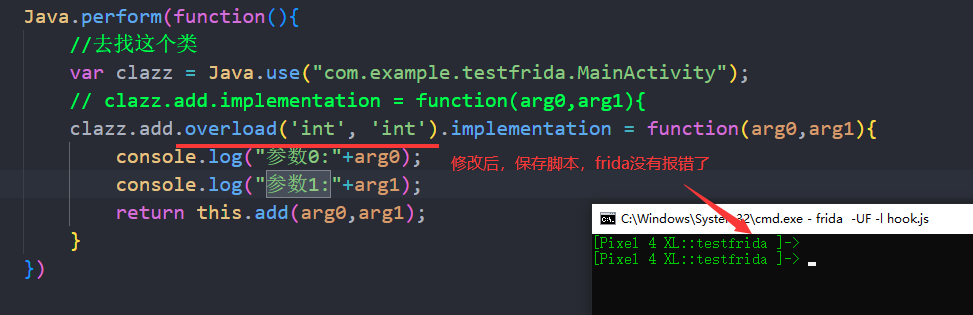 Java.perform(function(){
//去找这个类
var clazz = Java.use("com.example.testfrida.MainActivity");
// clazz.add.implementation = function(arg0,arg1){
clazz.add.overload('int', 'int').implementation = function(arg0,arg1){
console.log("参数0:"+arg0);
console.log("参数1:"+arg1);
return this.add(arg0,arg1);
}
})
修改后，保存脚本，frida没有报错了
C:\Windows\System32\cmd.exe - frida -UF -l hook.js
[Pixel 4 XL::testfrida ]->
[Pixel 4 XL::testfrida ]->